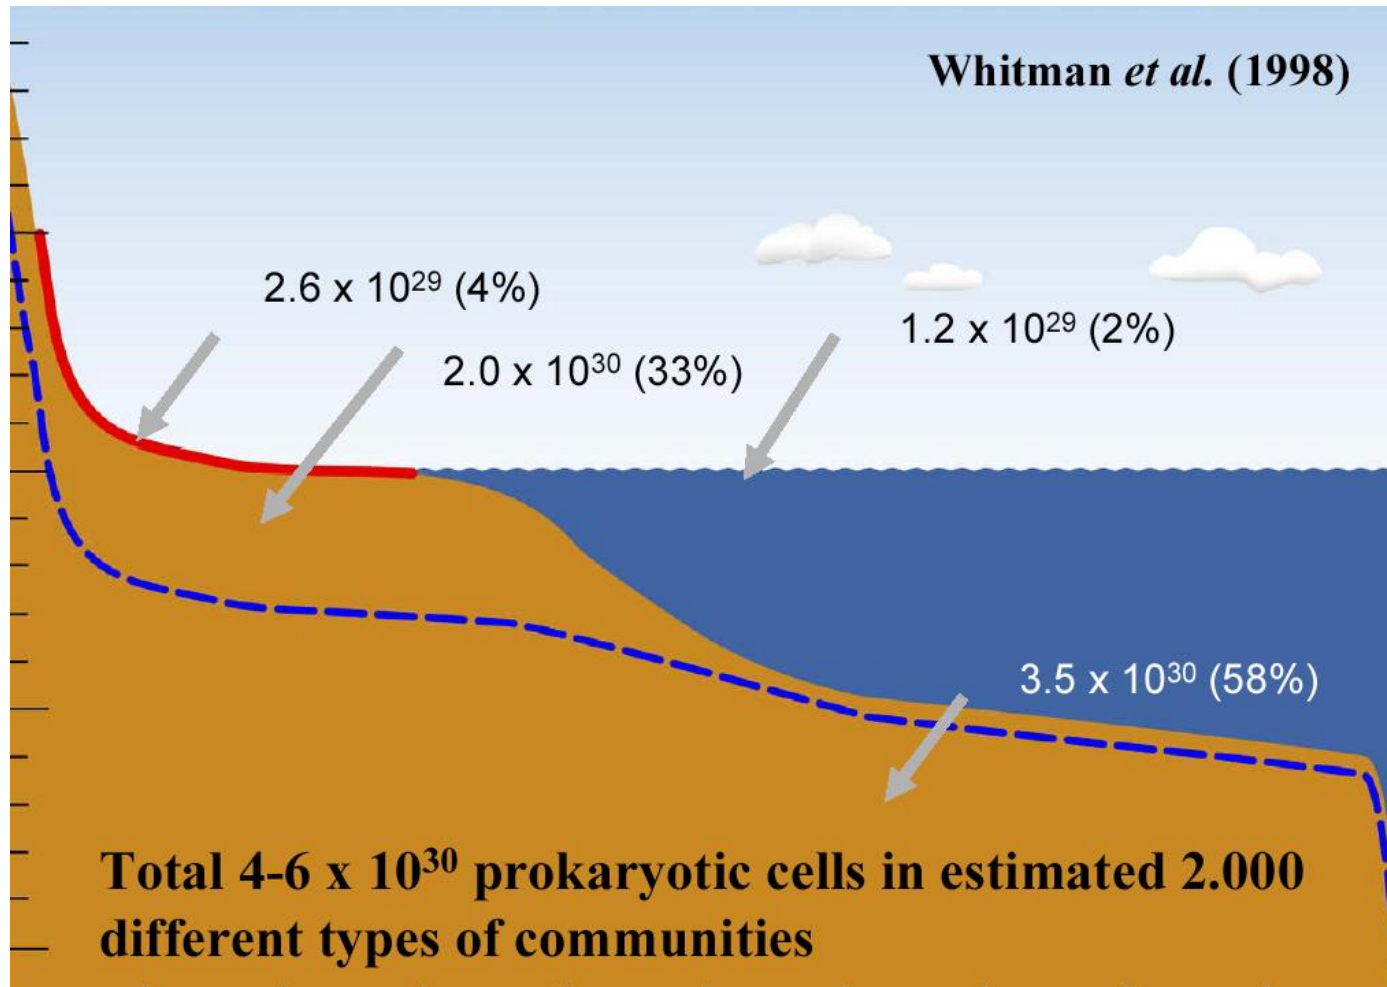 Whitman et al. (1998)
2.6 x 10²⁹ (4%)
1.2 x 10²⁹ (2%)
2.0 x 10³⁰ (33%)
3.5 x 10³⁰ (58%)
Total 4-6 x 10³⁰ prokaryotic cells in estimated 2.000
different types of communities